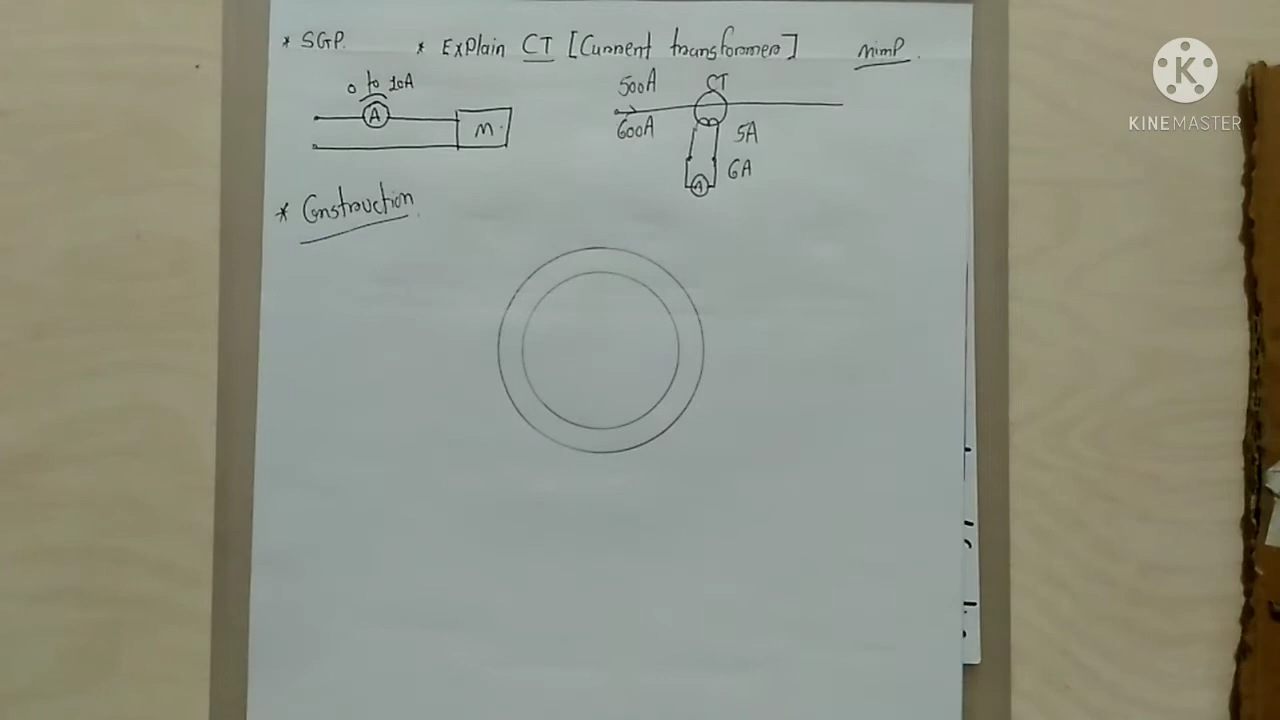 * SGP. * Explain CT [Current transformer] mimp.
0 to 10A
A
M.
500A CT
600A 5A
6A
A
* Construction.
K
KINEMASTER